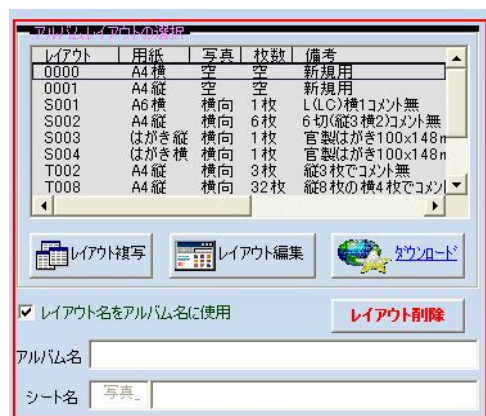 アルバムレイアウトの選択
レイアウト 用紙 写真 枚数 備考
0000 A4横 空 空 新規用
0001 A4縦 空 空 新規用
S001 A6横 横向 1枚 L(LC)横1コメント無
S002 A4縦 横向 6枚 6切(縦3横2)コメント無
S003 はがき縦 横向 1枚 官製はがき100×148m
S004 はがき横 横向 1枚 官製はがき100×148m
T002 A4縦 横向 3枚 縦3枚でコメント無
T008 A4縦 横向 32枚 縦8枚の横4枚でコメン
レイアウト複写 レイアウト編集 ダウンロード
レイアウト名をアルバム名に使用 レイアウト削除
アルバム名
シート名 写真_